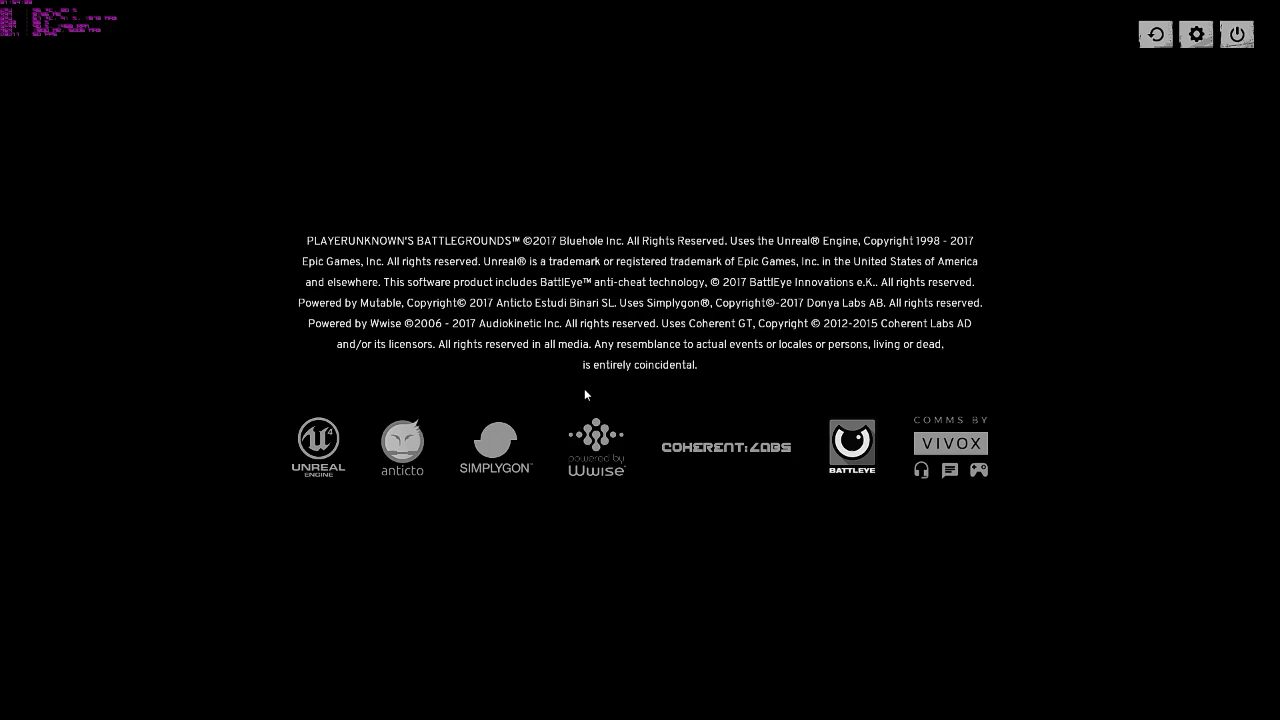 PLAYERUNKNOWN'S BATTLEGROUNDS™ ©2017 Bluehole Inc. All Rights Reserved. Uses the Unreal® Engine, Copyright 1998 - 2017
Epic Games, Inc. All rights reserved. Unreal® is a trademark or registered trademark of Epic Games, Inc. in the United States of America
and elsewhere. This software product includes BattlEye™ anti-cheat technology, © 2017 BattlEye Innovations e.K.. All rights reserved.
Powered by Mutable, Copyright© 2017 Anticto Estudi Binari SL. Uses Simplygon®, Copyright©-2017 Donya Labs AB. All rights reserved.
Powered by Wwise ©2006 - 2017 Audiokinetic Inc. All rights reserved. Uses Coherent GT, Copyright © 2012-2015 Coherent Labs AD
and/or its licensors. All rights reserved in all media. Any resemblance to actual events or locales or persons, living or dead,
is entirely coincidental.
UNREAL
ENGINE
4
anticto
SIMPLYGON™
powered by
Wwise
COHERENT:LABS
BATTLEYE
COMMS BY
VIVOX